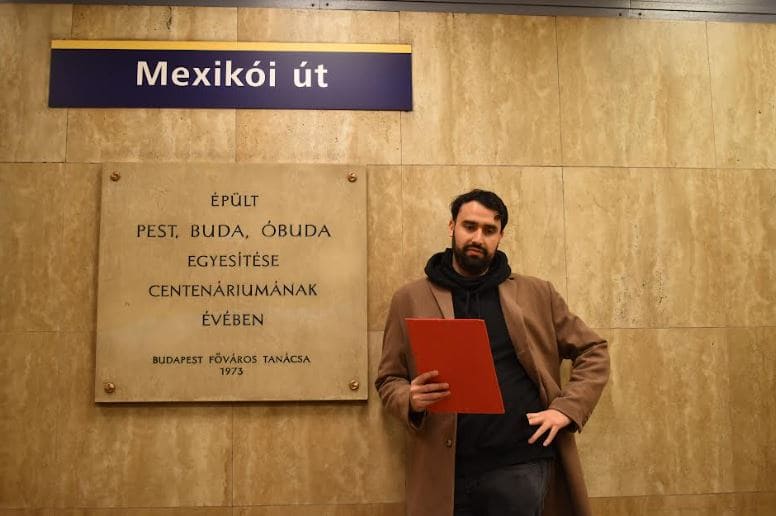 Mexikói út
ÉPÜLT
PEST, BUDA, ÓBUDA
EGYESÍTÉSE
CENTENÁRIUMÁNAK
ÉVÉBEN
BUDAPEST FŐVÁROS TANÁCSA
1973